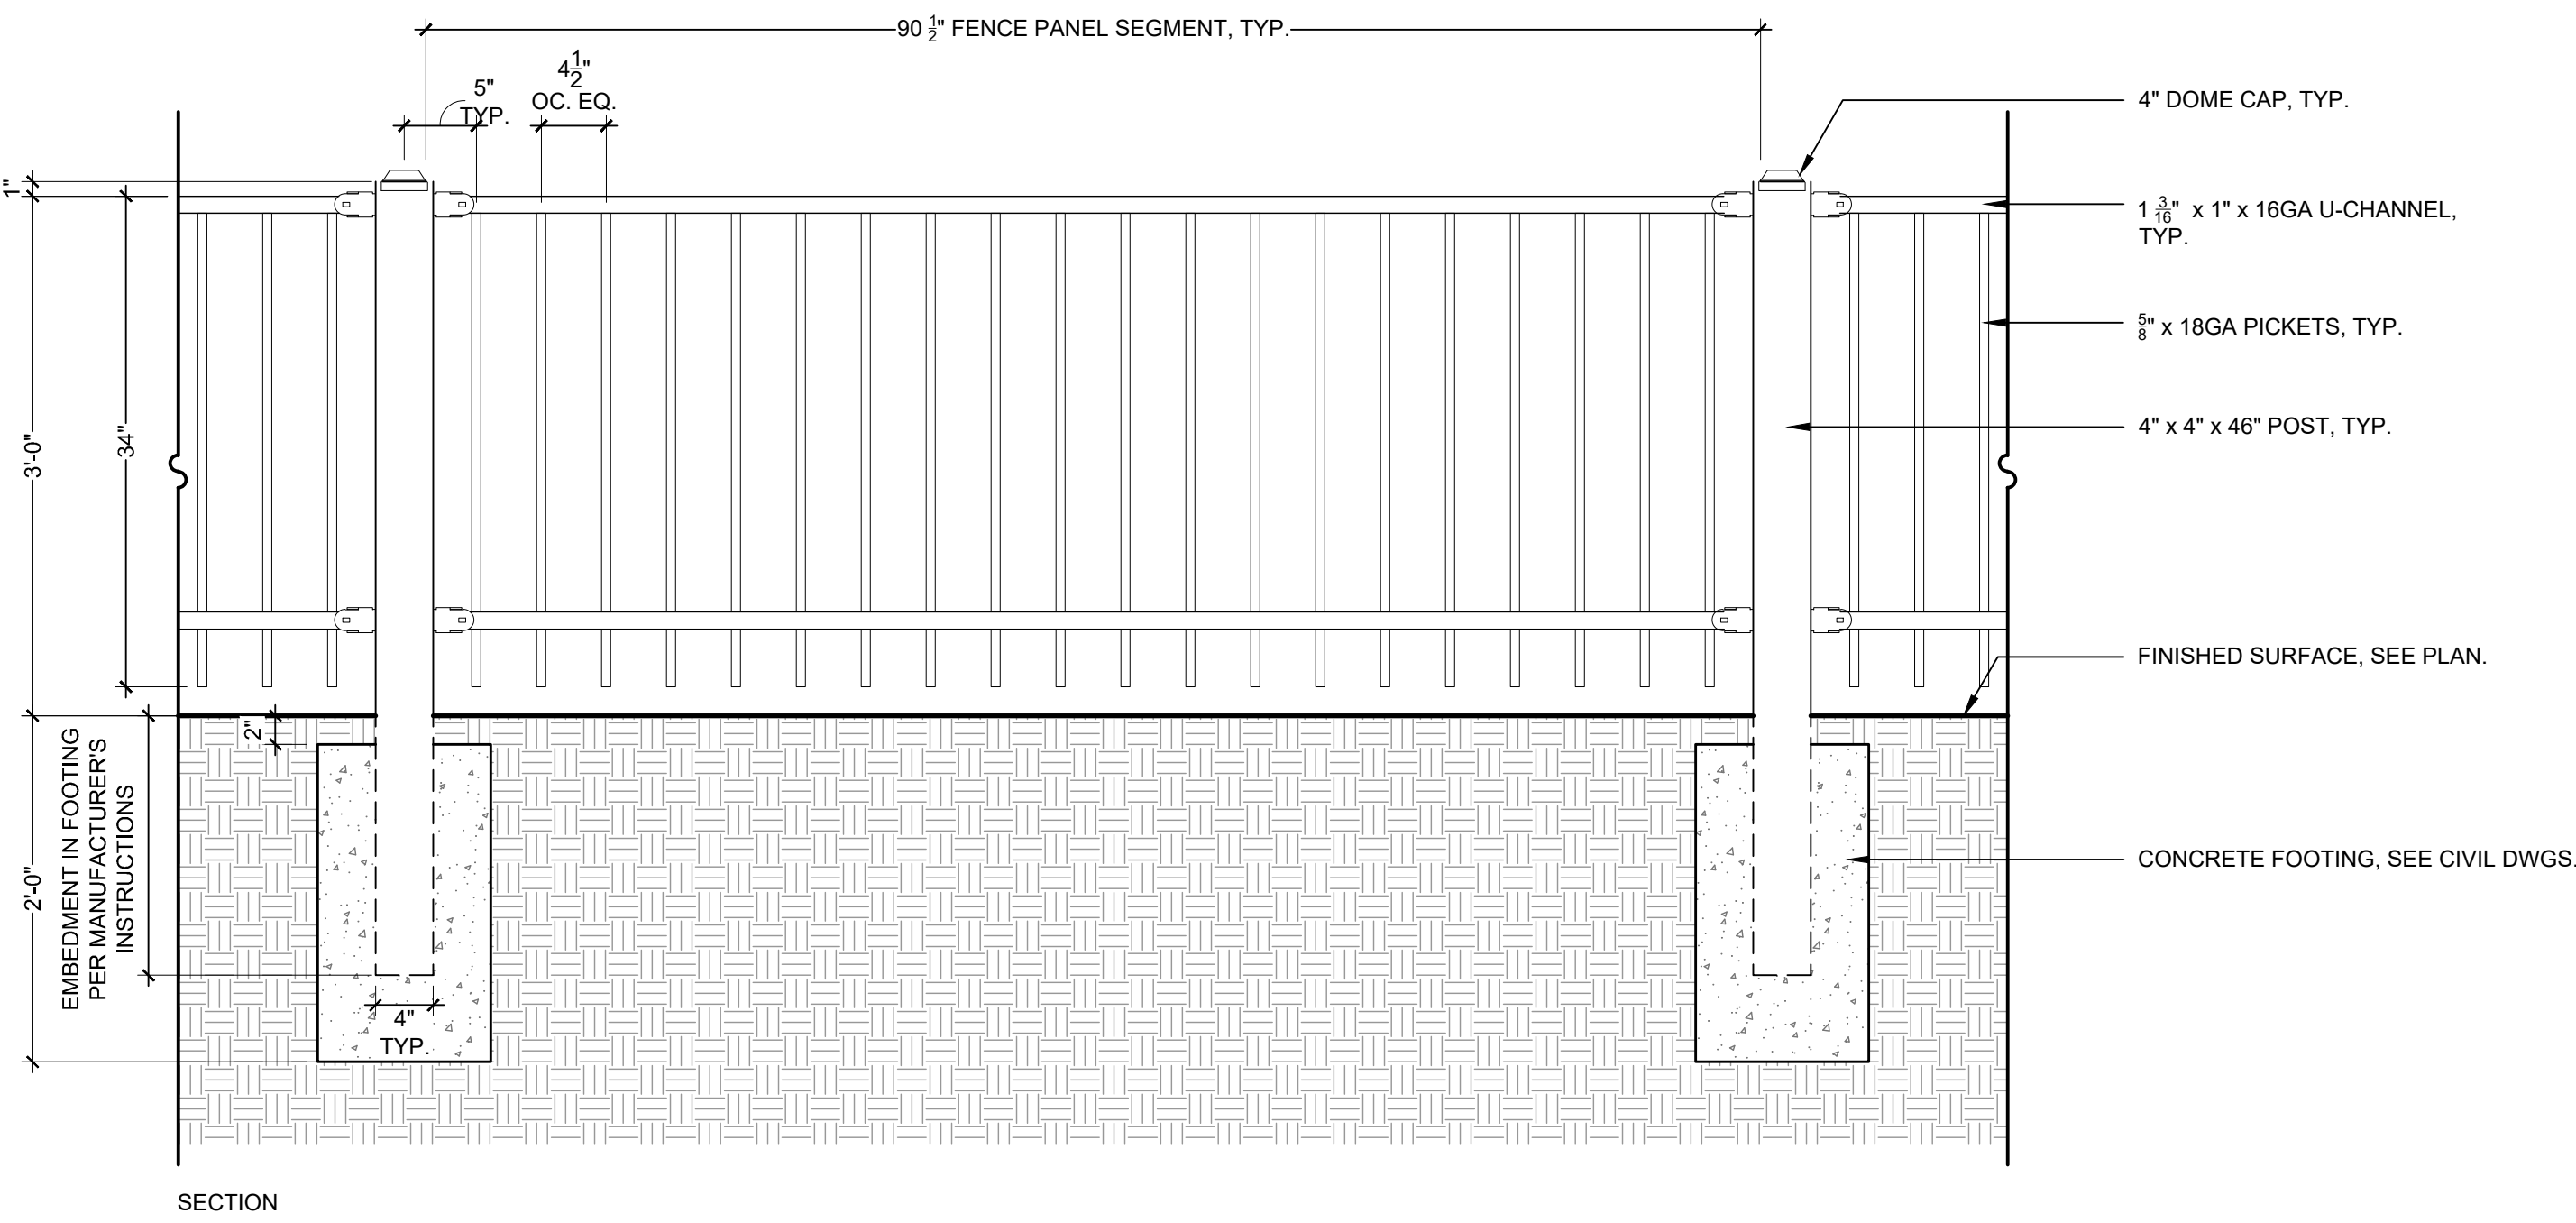 90 1/2" FENCE PANEL SEGMENT, TYP.
5"
TYP.
4 1/2"
OC. EQ.
4" DOME CAP, TYP.
1"
1 3/16" x 1" x 16GA U-CHANNEL,
TYP.
5/8" x 18GA PICKETS, TYP.
3'-0"
34"
4" x 4" x 46" POST, TYP.
FINISHED SURFACE, SEE PLAN.
2"
EMBEDMENT IN FOOTING
PER MANUFACTURER'S
INSTRUCTIONS
2'-0"
CONCRETE FOOTING, SEE CIVIL DWGS.
4"
TYP.
SECTION